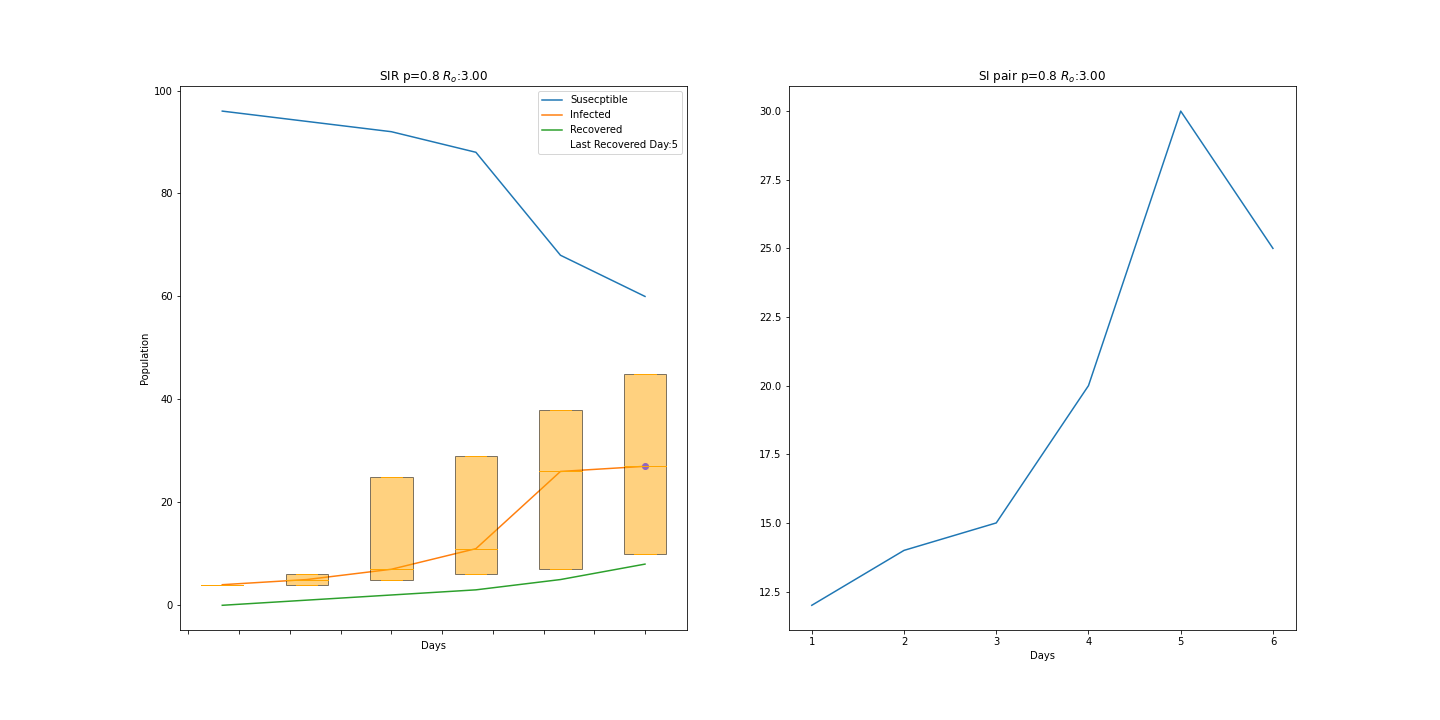 SIR p=0.8 Rₒ:3.00
100
80
60
40
20
0
Population
Days
Susecptible
Infected
Recovered
Last Recovered Day:5
SI pair p=0.8 Rₒ:3.00
30.0
27.5
25.0
22.5
20.0
17.5
15.0
12.5
1 2 3 4 5 6
Days